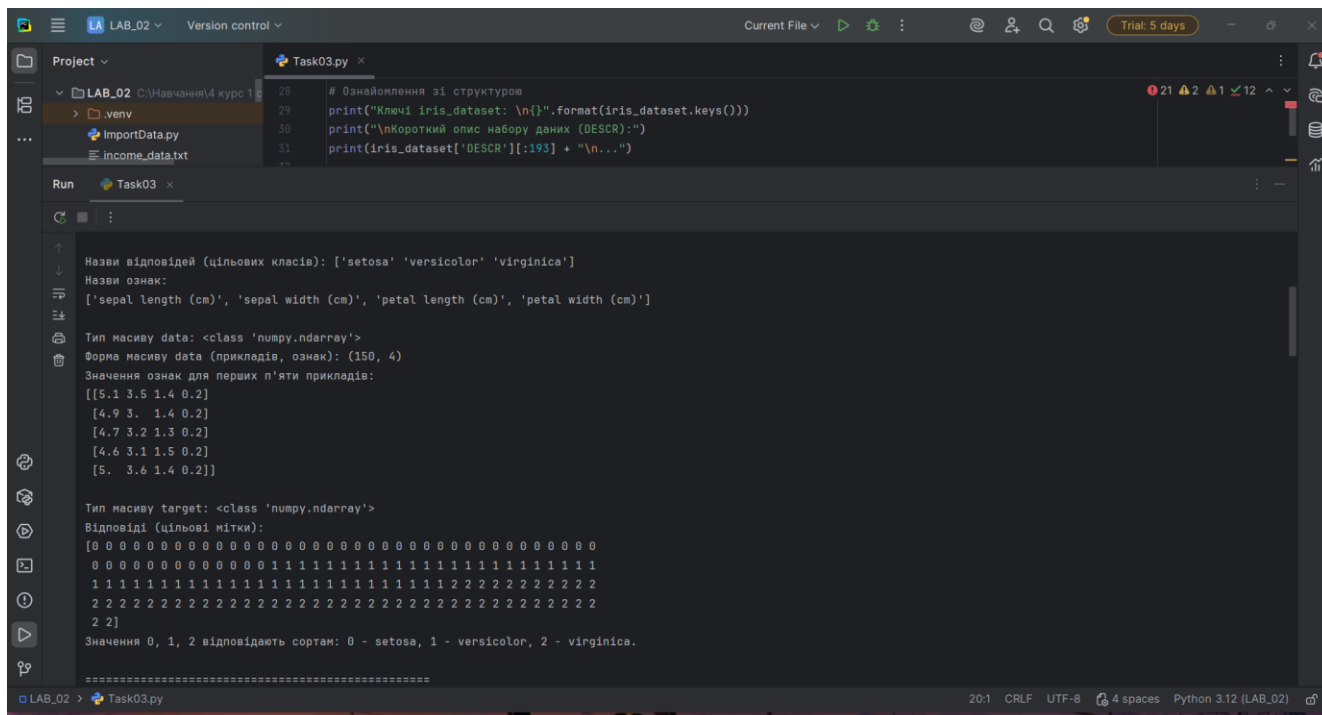 LA LAB_02 Version control Current File Trial: 5 days
Project Task03.py
LAB_02 C:\Навчання\4 курс 1 с
.venv
ImportData.py
income_data.txt
28 # Ознайомлення зі структурою
29 print("Ключі iris_dataset: \n{}".format(iris_dataset.keys()))
30 print("\nКороткий опис набору даних (DESCR):")
31 print(iris_dataset['DESCR'][:193] + "\n...")
32
21 2 1 12
Run Task03
Назви відповідей (цільових класів): ['setosa' 'versicolor' 'virginica']
Назви ознак:
['sepal length (cm)', 'sepal width (cm)', 'petal length (cm)', 'petal width (cm)']
Тип масиву data: <class 'numpy.ndarray'>
Форма масиву data (прикладів, ознак): (150, 4)
Значення ознак для перших п'яти прикладів:
[[5.1 3.5 1.4 0.2]
[4.9 3. 1.4 0.2]
[4.7 3.2 1.3 0.2]
[4.6 3.1 1.5 0.2]
[5. 3.6 1.4 0.2]]
Тип масиву target: <class 'numpy.ndarray'>
Відповіді (цільові мітки):
[0 0 0 0 0 0 0 0 0 0 0 0 0 0 0 0 0 0 0 0 0 0 0 0 0 0 0 0 0 0 0 0 0 0 0 0 0
0 0 0 0 0 0 0 0 0 0 0 0 0 1 1 1 1 1 1 1 1 1 1 1 1 1 1 1 1 1 1 1 1 1 1 1 1
1 1 1 1 1 1 1 1 1 1 1 1 1 1 1 1 1 1 1 1 1 1 1 1 1 1 2 2 2 2 2 2 2 2 2 2 2
2 2 2 2 2 2 2 2 2 2 2 2 2 2 2 2 2 2 2 2 2 2 2 2 2 2 2 2 2 2 2 2 2 2 2 2 2
2 2]
Значення 0, 1, 2 відповідають сортам: 0 - setosa, 1 - versicolor, 2 - virginica.
==================================================
LAB_02 > Task03.py 20:1 CRLF UTF-8 4 spaces Python 3.12 (LAB_02)